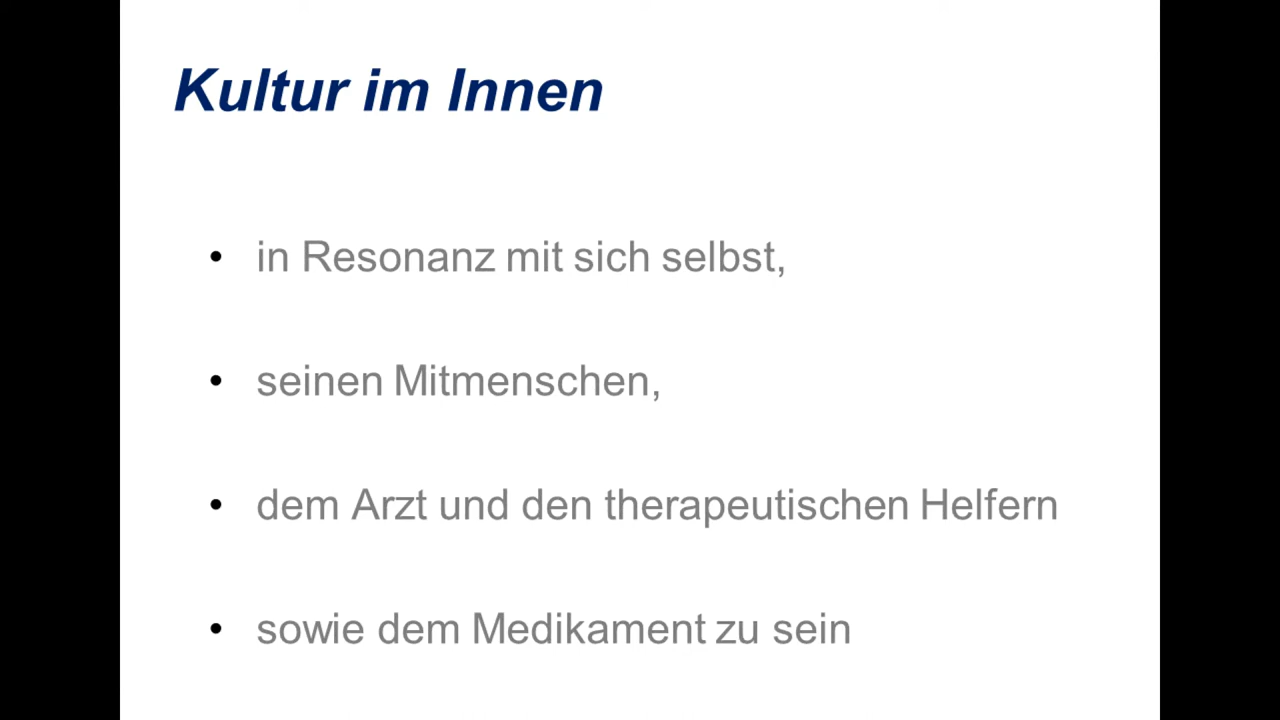 Kultur im Innen
• in Resonanz mit sich selbst,
• seinen Mitmenschen,
• dem Arzt und den therapeutischen Helfern
• sowie dem Medikament zu sein